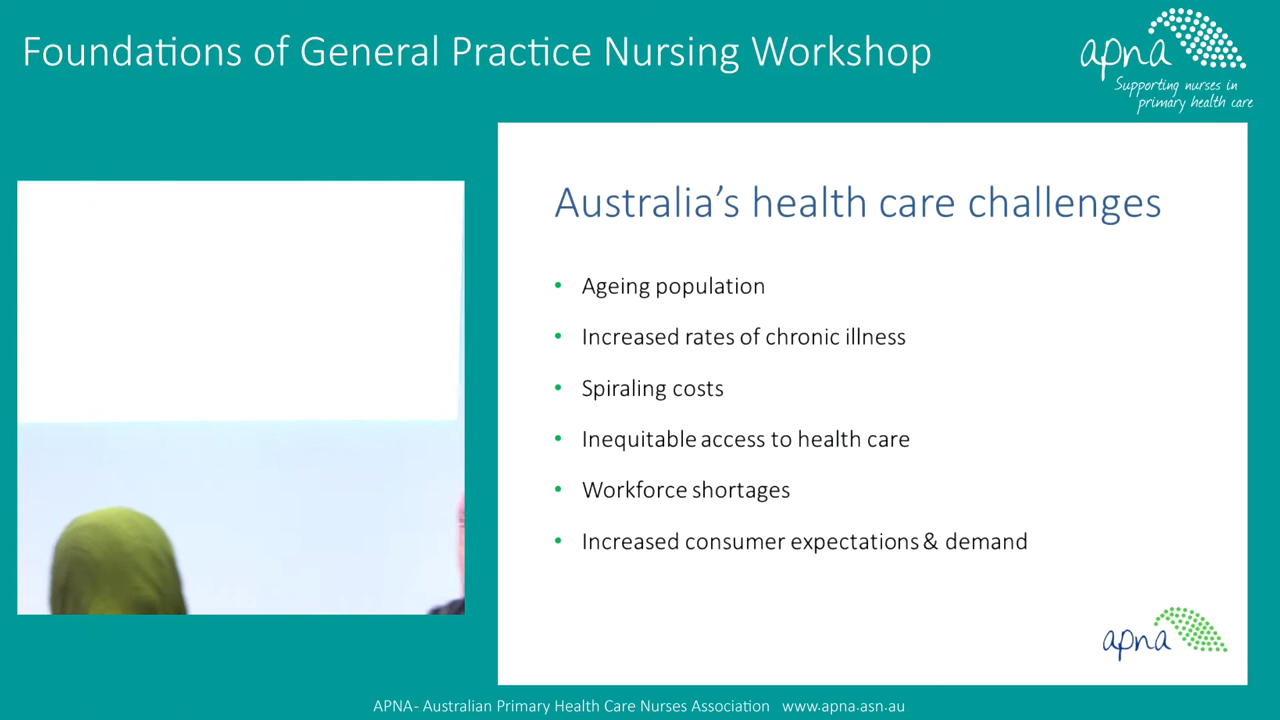 Foundations of General Practice Nursing Workshop
apna
Supporting nurses in
primary health care
Australia's health care challenges
• Ageing population
• Increased rates of chronic illness
• Spiraling costs
• Inequitable access to health care
• Workforce shortages
• Increased consumer expectations & demand
apna
APNA- Australian Primary Health Care Nurses Association www.apna.asn.au